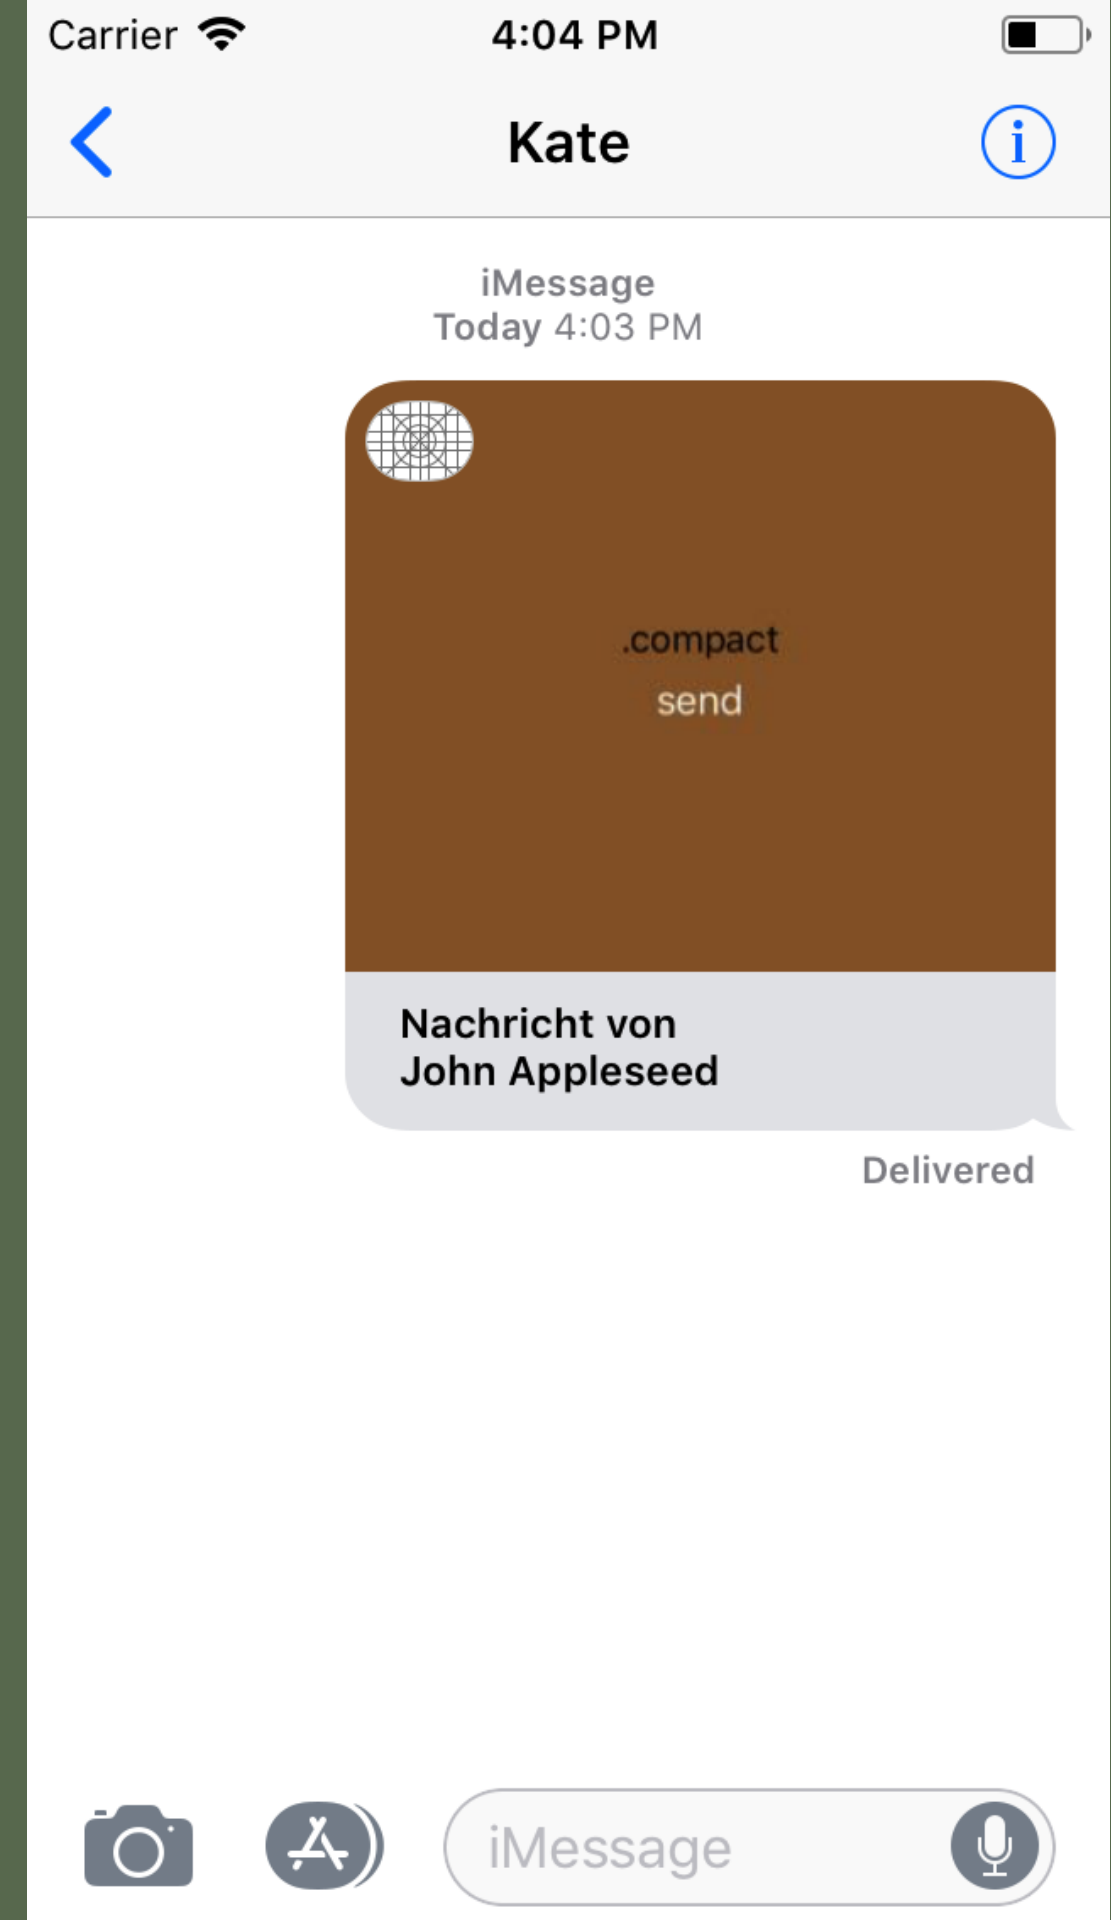 Carrier 4:04 PM
Kate
iMessage
Today 4:03 PM
.compact
send
Nachricht von
John Appleseed
Delivered
iMessage